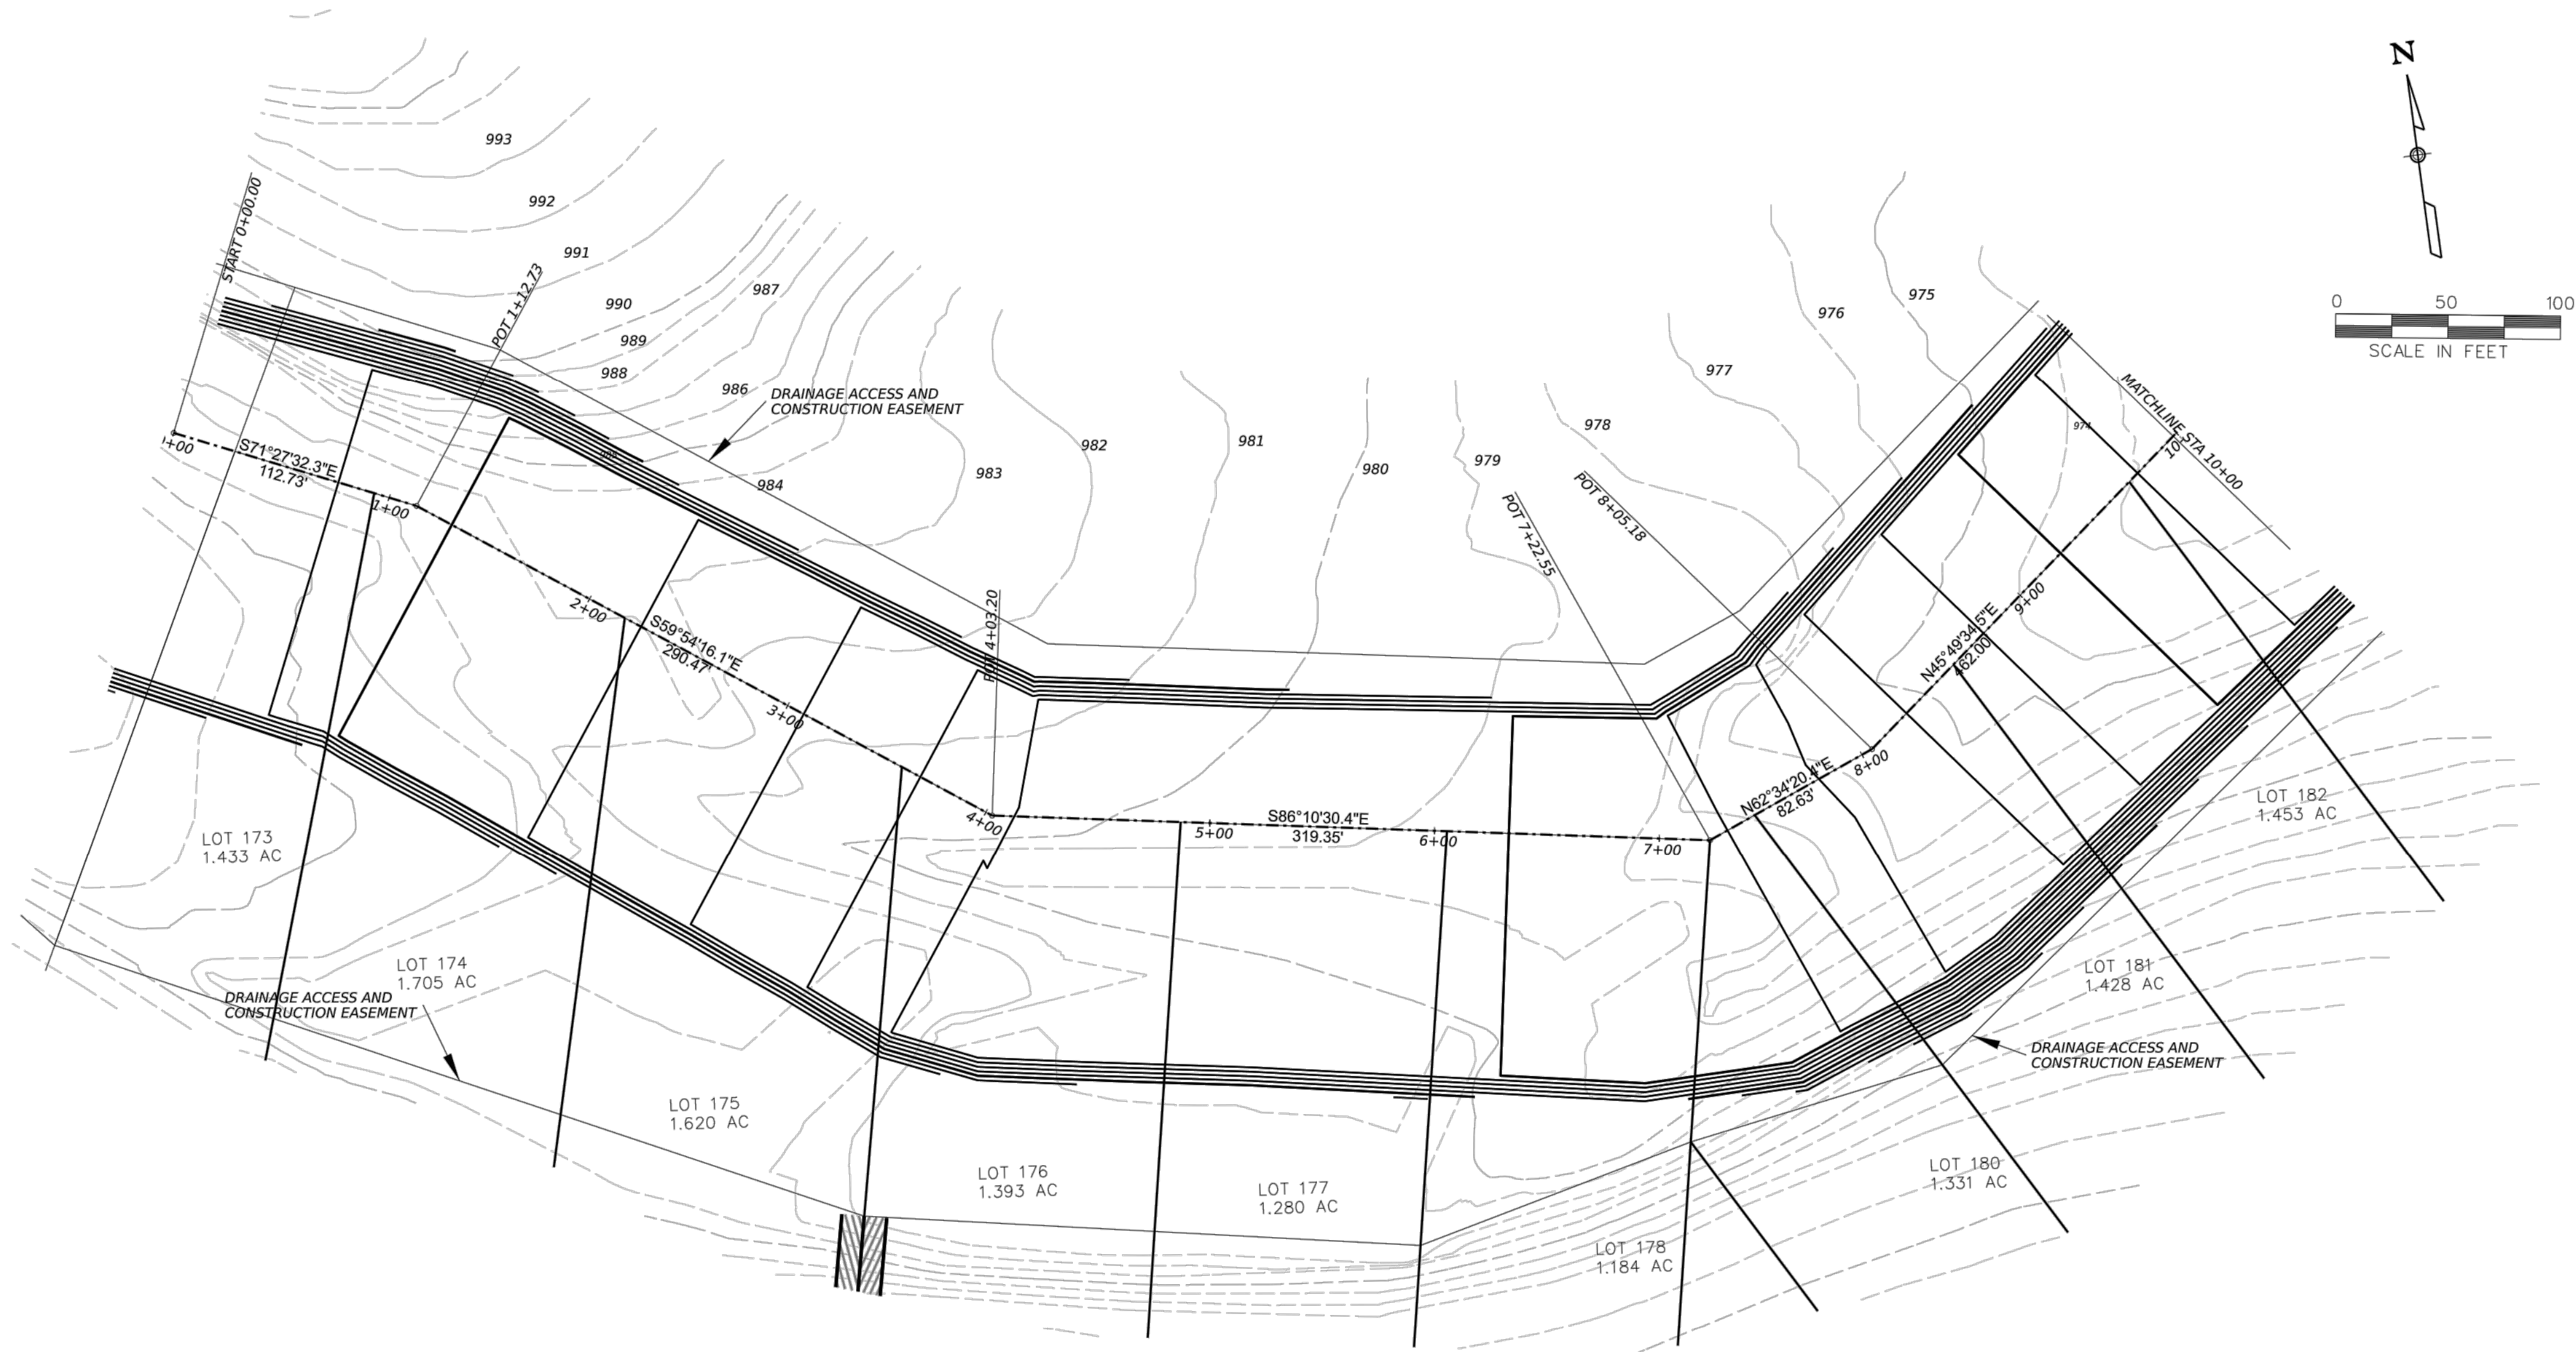 N
0 50 100
SCALE IN FEET
993
992
991
990
989
988
987
986
984
983
982
981
980
979
978
977
976
975
974
START 0+00.00
POT 1+12.73
DRAINAGE ACCESS AND
CONSTRUCTION EASEMENT
POT 4+03.20
POT 7+22.55
POT 8+05.18
MATCHLINE STA 10+00
+00
S71°27'32.3"E
112.73'
1+00
2+00
S59°54'16.1"E
290.47'
3+00
4+00
5+00
S86°10'30.4"E
319.35'
6+00
7+00
N62°34'20.4"E
82.63'
8+00
N45°49'34.5"E
462.00'
9+00
10
LOT 173
1.433 AC
LOT 174
1.705 AC
DRAINAGE ACCESS AND
CONSTRUCTION EASEMENT
LOT 175
1.620 AC
LOT 176
1.393 AC
LOT 177
1.280 AC
LOT 178
1.184 AC
LOT 180
1.331 AC
LOT 181
1.428 AC
LOT 182
1.453 AC
DRAINAGE ACCESS AND
CONSTRUCTION EASEMENT